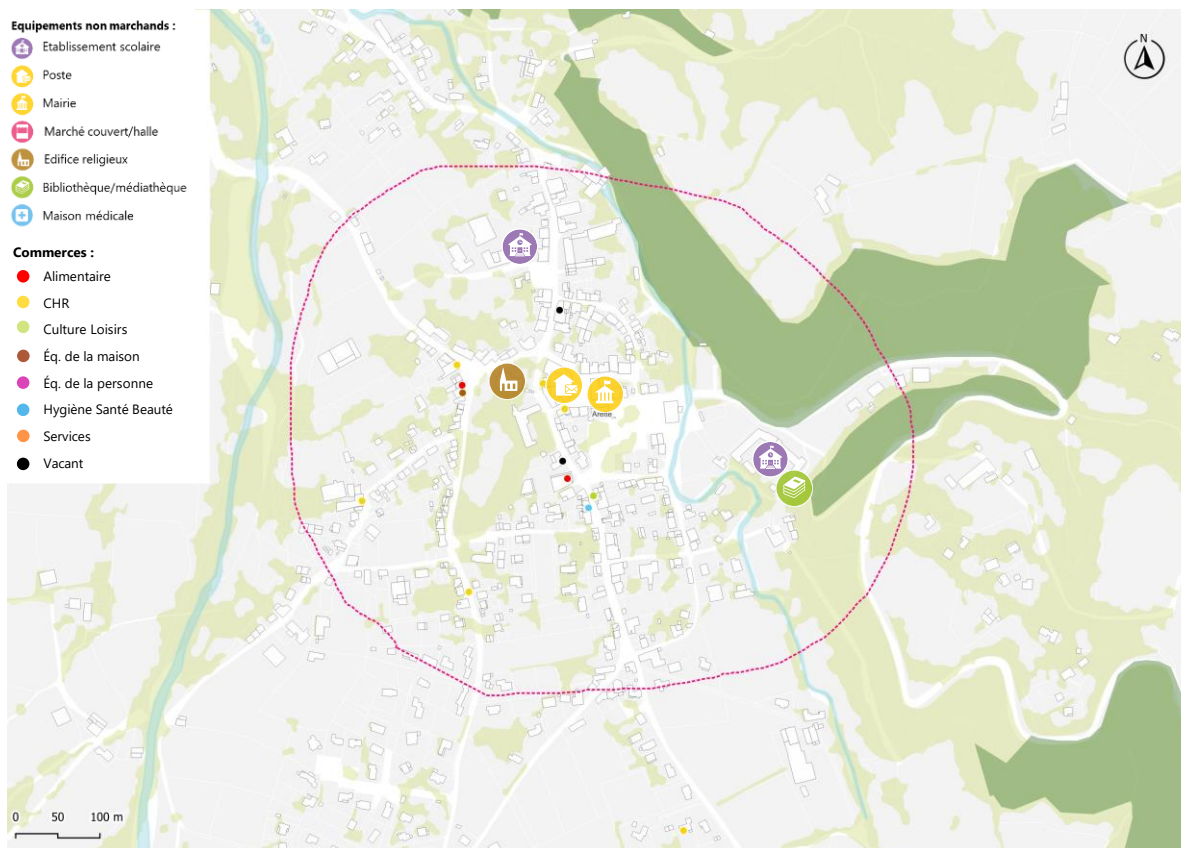 Equipements non marchands :
Etablissement scolaire
Poste
Mairie
Marché couvert/halle
Edifice religieux
Bibliothèque/médiathèque
Maison médicale
Commerces :
Alimentaire
CHR
Culture Loisirs
Éq. de la maison
Éq. de la personne
Hygiène Santé Beauté
Services
Vacant
N
Arette
0 50 100 m